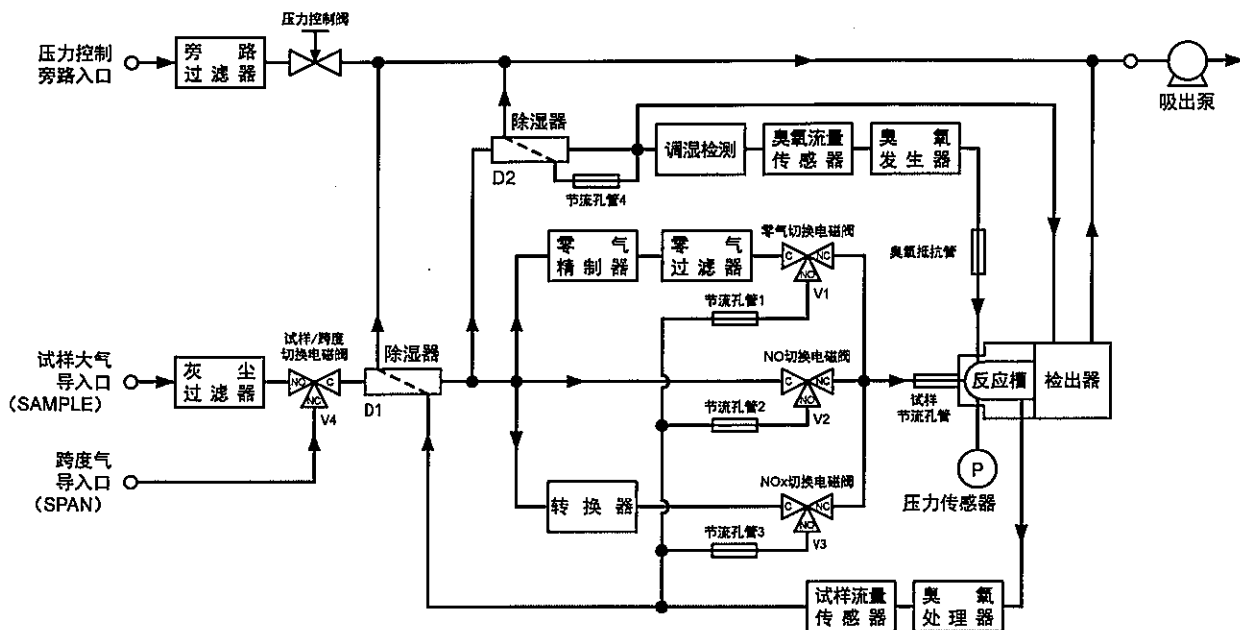 压力控制阀
压力控制
旁路入口
旁路
过滤器
吸出泵
除湿器
D2
节流孔管4
调湿检测
臭氧流量
传感器
臭氧
发生器
臭氧抵抗管
零气
精制器
零气
过滤器
零气切换电磁阀
C
NC
NO
V1
节流孔管1
试样大气
导入口
(SAMPLE)
灰尘
过滤器
试样/跨度
切换电磁阀
NO
C
NC
V4
除湿器
D1
NO切换电磁阀
C
NC
NO
V2
节流孔管2
试样
节流孔管
反应槽
检出器
P
压力传感器
跨度气
导入口
(SPAN)
转换器
NOx切换电磁阀
C
NC
NO
V3
节流孔管3
试样流量
传感器
臭氧
处理器